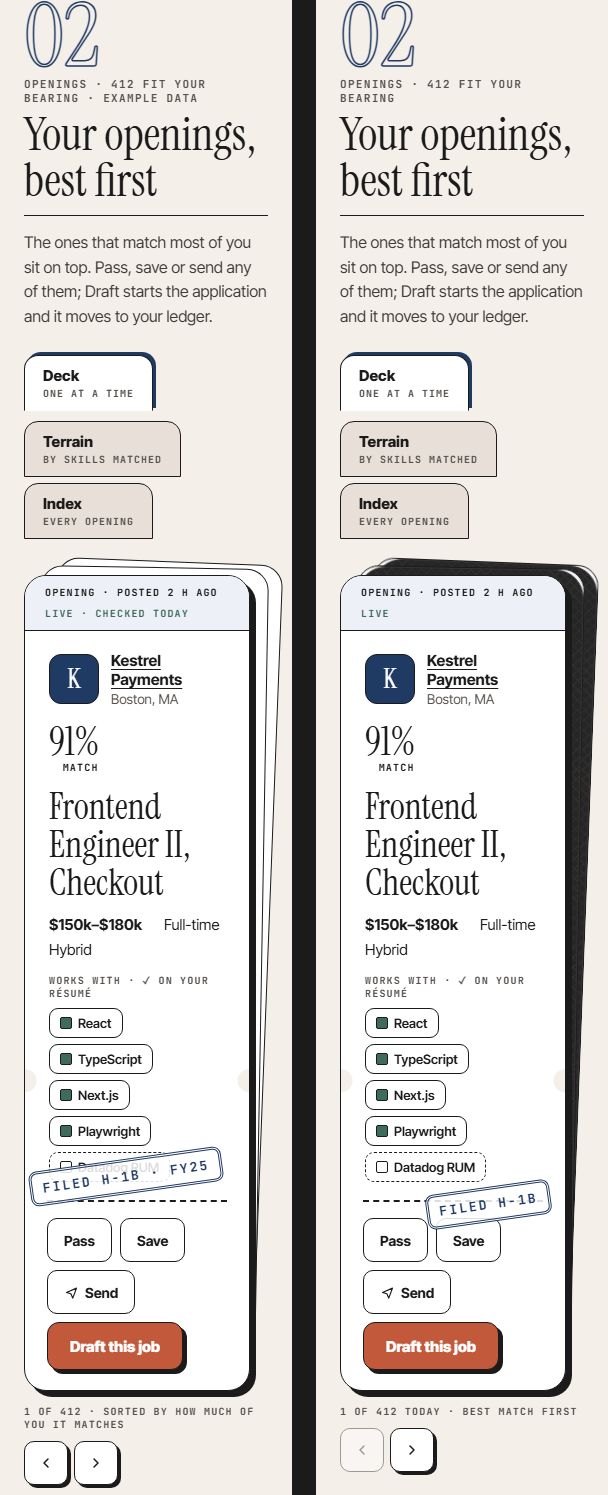 02
OPENINGS · 412 FIT YOUR
BEARING · EXAMPLE DATA
Your openings,
best first
The ones that match most of you
sit on top. Pass, save or send any
of them; Draft starts the application
and it moves to your ledger.
Deck
ONE AT A TIME
Terrain
BY SKILLS MATCHED
Index
EVERY OPENING
OPENING · POSTED 2 H AGO
LIVE · CHECKED TODAY
K
Kestrel
Payments
Boston, MA
91%
MATCH
Frontend
Engineer II,
Checkout
$150k–$180k Full-time
Hybrid
WORKS WITH · ✓ ON YOUR
RÉSUMÉ
React
TypeScript
Next.js
Playwright
Datadog RUM
FILED H-1B · FY25
Pass Save
Send
Draft this job
1 OF 412 · SORTED BY HOW MUCH OF
YOU IT MATCHES
02
OPENINGS · 412 FIT YOUR
BEARING
Your openings,
best first
The ones that match most of you
sit on top. Pass, save or send any
of them; Draft starts the application
and it moves to your ledger.
Deck
ONE AT A TIME
Terrain
BY SKILLS MATCHED
Index
EVERY OPENING
OPENING · POSTED 2 H AGO
LIVE
K
Kestrel
Payments
Boston, MA
91%
MATCH
Frontend
Engineer II,
Checkout
$150k–$180k Full-time
Hybrid
WORKS WITH · ✓ ON YOUR
RÉSUMÉ
React
TypeScript
Next.js
Playwright
Datadog RUM
FILED H-1B
Pass Save
Send
Draft this job
1 OF 412 TODAY · BEST MATCH FIRST